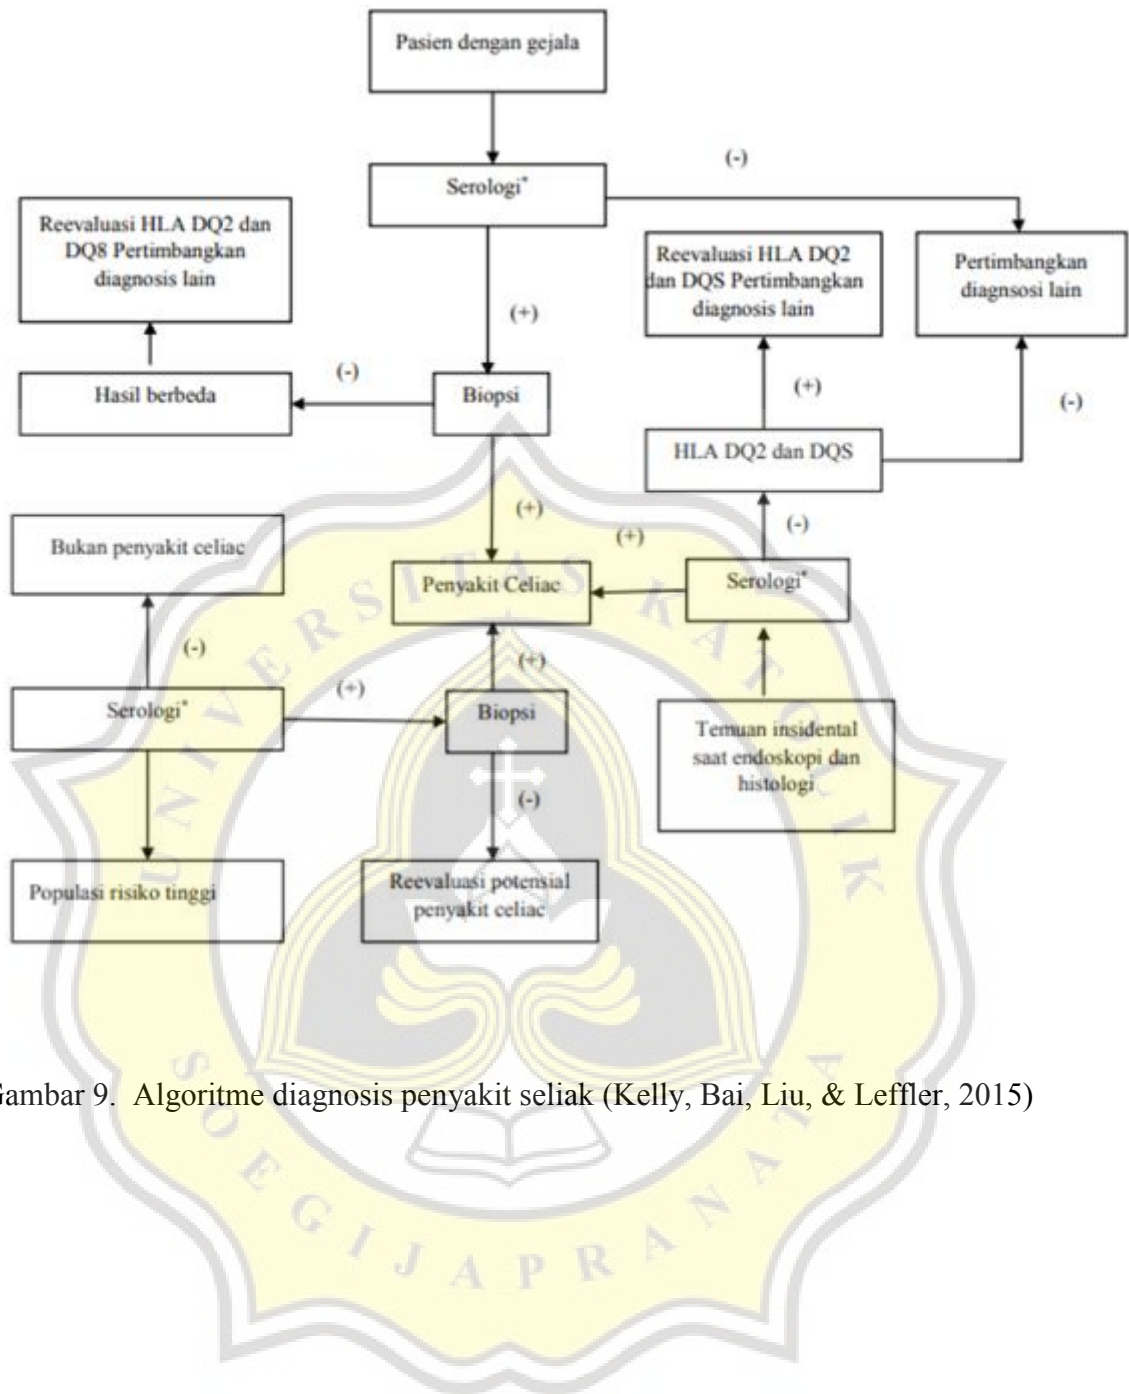 Pasien dengan gejala
(-)
Serologi*
Reevaluasi HLA DQ2 dan
DQ8 Pertimbangkan
diagnosis lain
Reevaluasi HLA DQ2
dan DQS Pertimbangkan
diagnosis lain
Pertimbangkan
diagnsosi lain
(+)
(-)
Hasil berbeda
Biopsi
(+)
(-)
HLA DQ2 dan DQS
(+)
(-)
(+)
Bukan penyakit celiac
Penyakit Celiac
Serologi*
(-)
(+)
(+)
Serologi*
Biopsi
Temuan insidental
saat endoskopi dan
histologi
(-)
Populasi risiko tinggi
Reevaluasi potensial
penyakit celiac
Gambar 9. Algoritme diagnosis penyakit seliak (Kelly, Bai, Liu, & Leffler, 2015)
UNIVERSITAS KATOLIK
SOEGIJAPRANATA